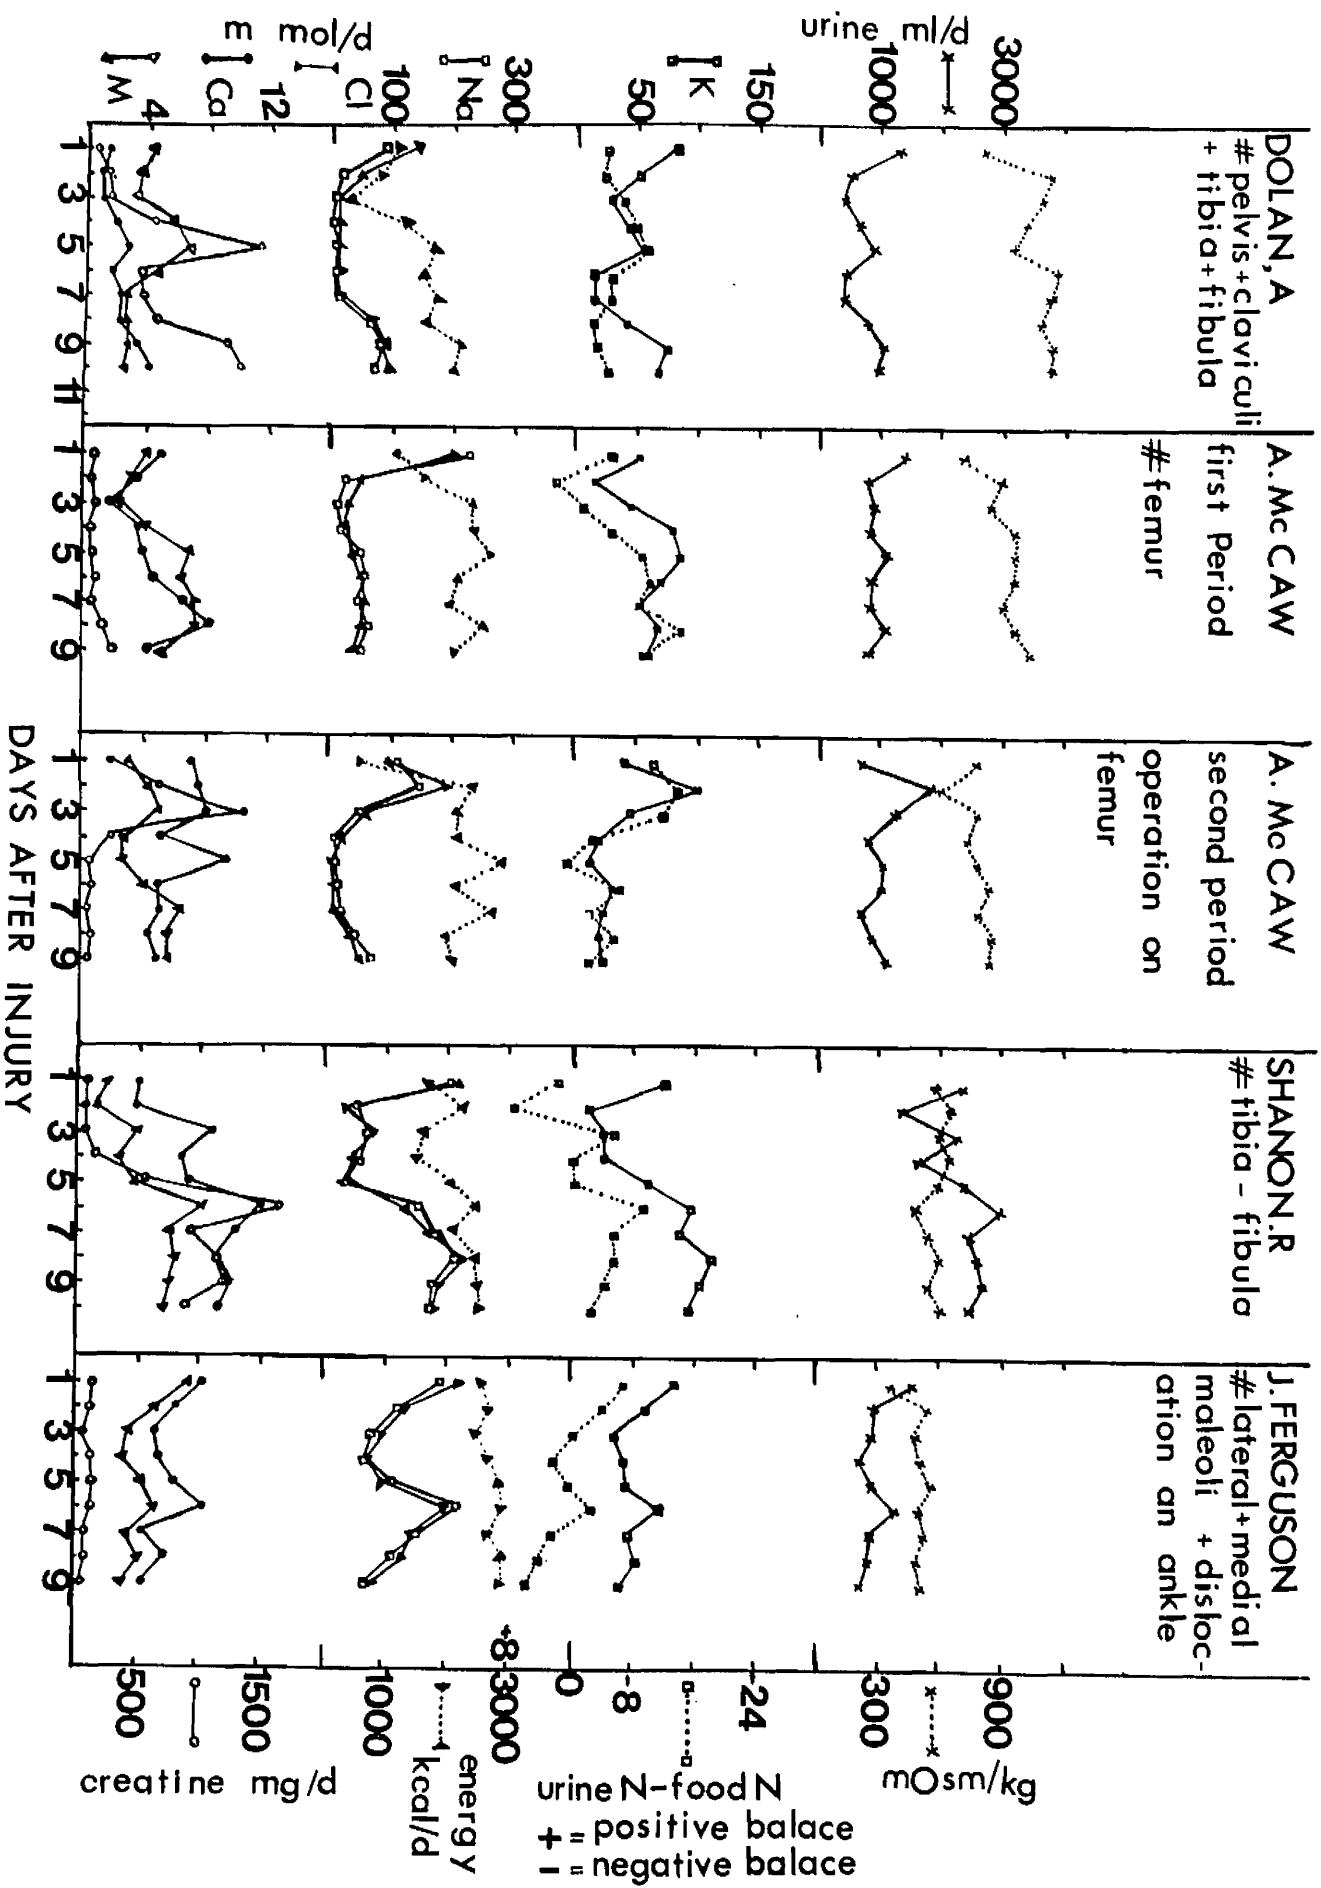 DOLAN, A
# pelvis+claviculi
+ tibia+fibula
A. Mc CAW
first Period
# femur
A. Mc CAW
second period
operation on
femur
SHANON.R
# tibia - fibula
J. FERGUSON
# lateral+medial
maleoli + disloc-
ation an ankle
urine ml/d
3000
1000
K
150
50
Na
300
100
Cl
m mol/d
Ca
12
4
M
900
300
mOsm/kg
-24
-8
0
+8
urine N-food N
+ = positive balace
- = negative balace
3000
1000
energy
kcal/d
1500
500
creatine mg/d
1 3 5 7 9 11
1 3 5 7 9
1 3 5 7 9
1 3 5 7 9
1 3 5 7 9
DAYS AFTER INJURY